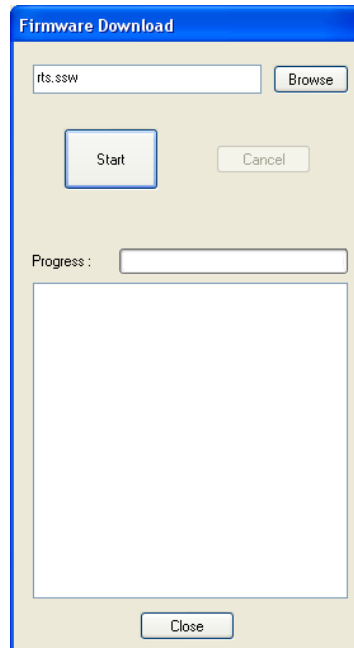 Firmware Download
rts.ssw Browse
Start Cancel
Progress :
Close